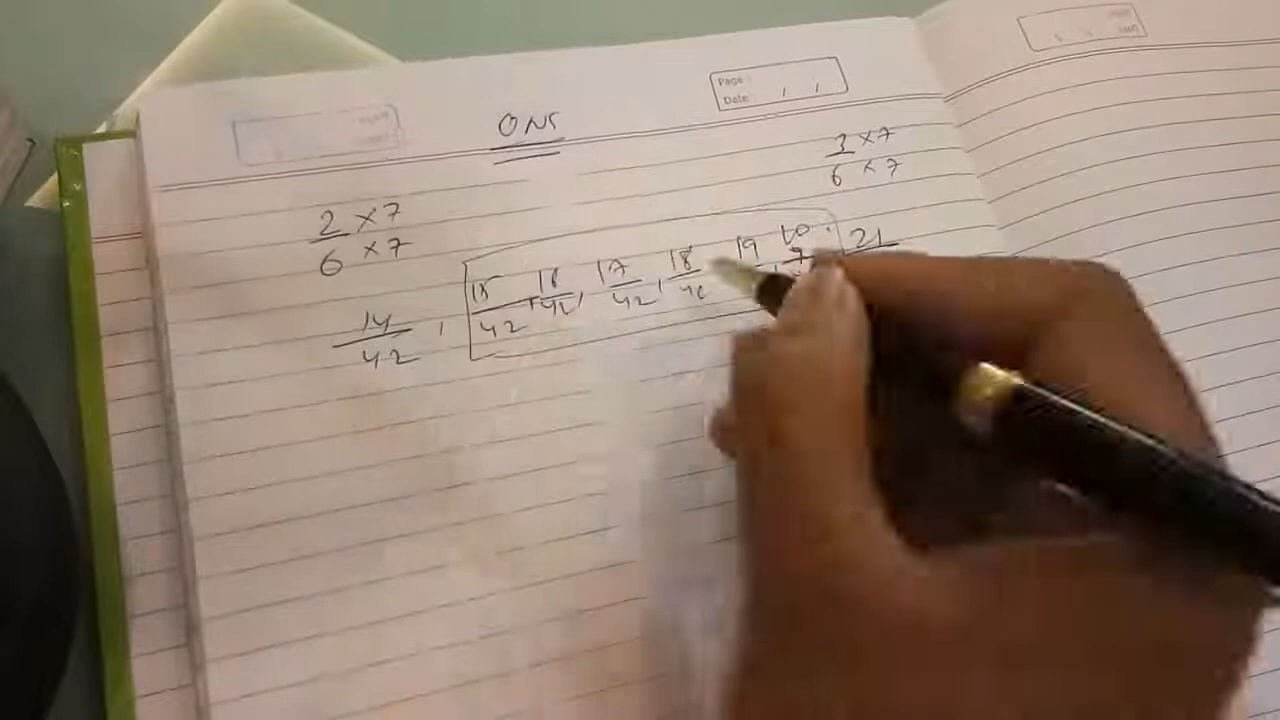 Page :
Date
ONS
2 × 7
6 × 7
3 × 7
6 × 7
14 , 15 , 16 , 17 , 18 19 21
42 42 42 42